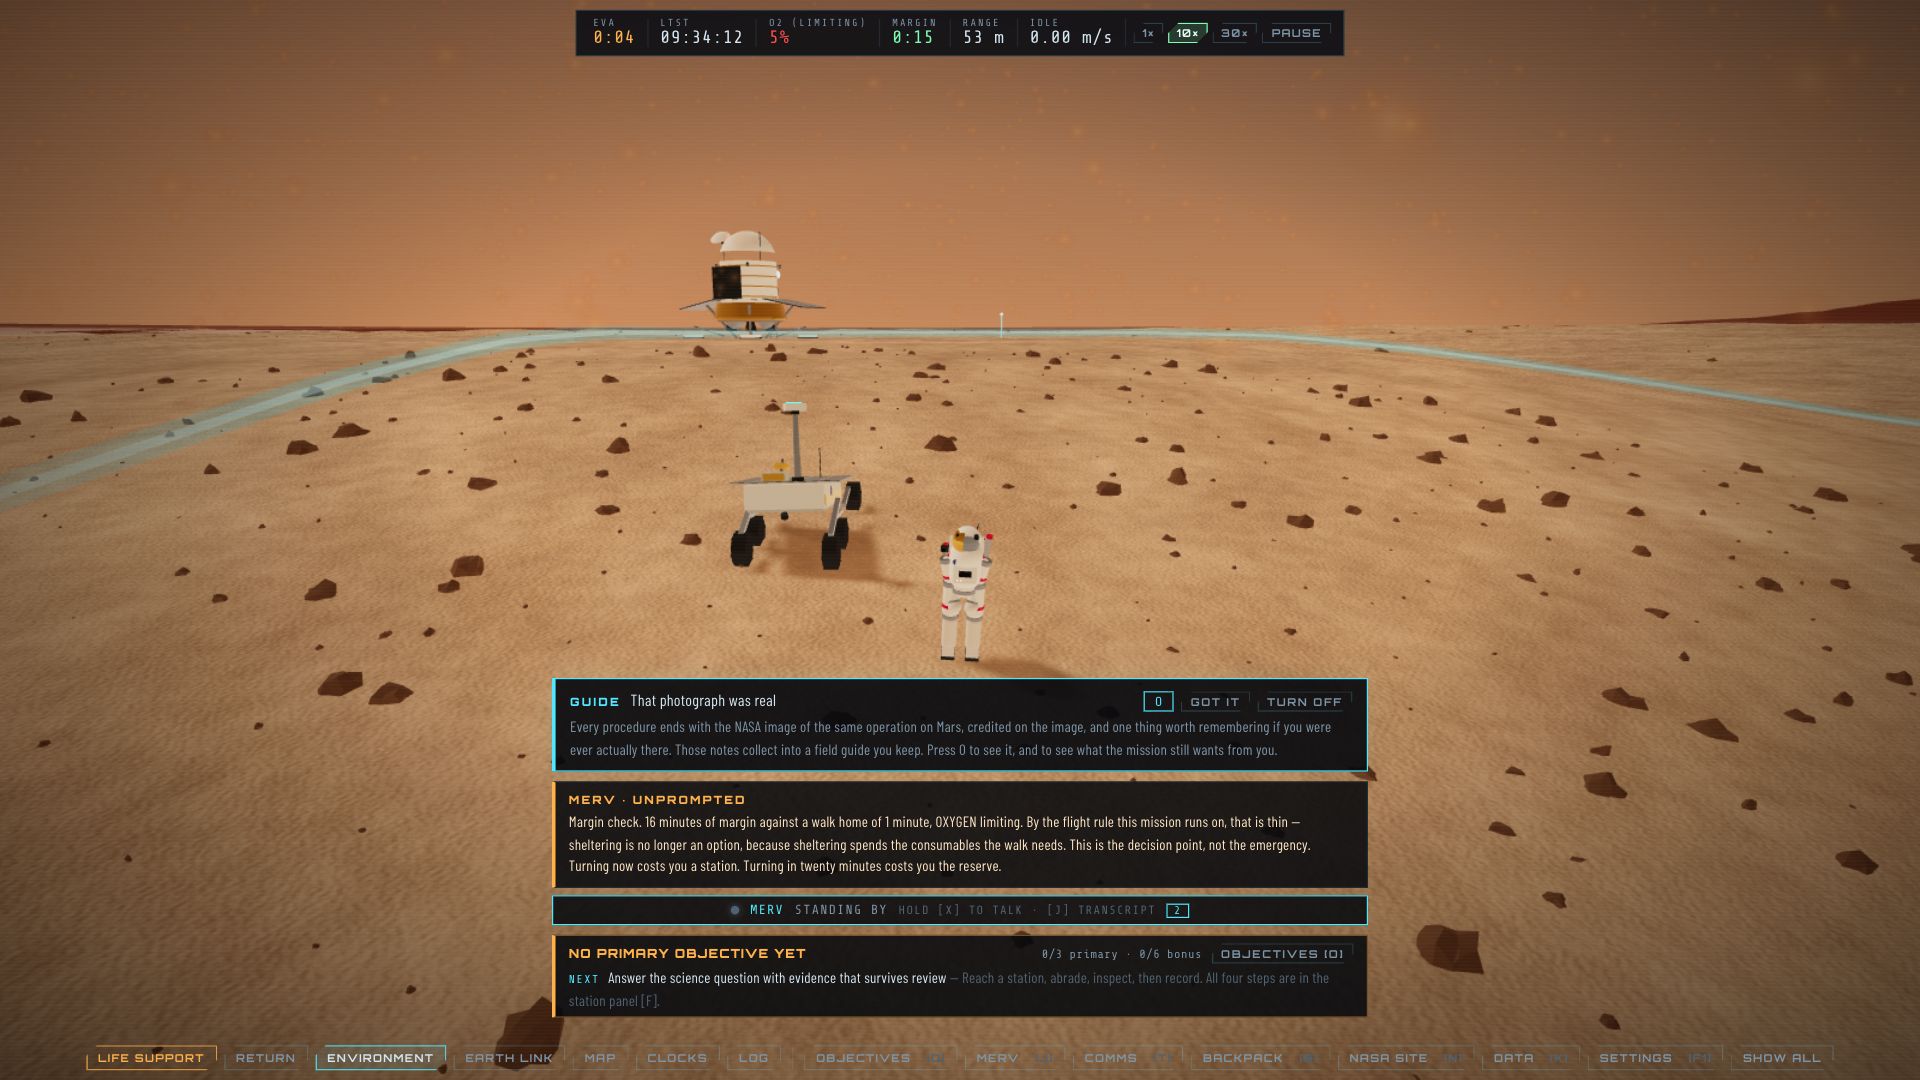 EVA LTST O2 (LIMITING) MARGIN RANGE IDLE
0:04 09:34:12 5% 0:15 53 m 0.00 m/s 1× 10× 30× PAUSE
GUIDE That photograph was real O GOT IT TURN OFF
Every procedure ends with the NASA image of the same operation on Mars, credited on the image, and one thing worth remembering if you were
ever actually there. Those notes collect into a field guide you keep. Press O to see it, and to see what the mission still wants from you.
MERV · UNPROMPTED
Margin check. 16 minutes of margin against a walk home of 1 minute, OXYGEN limiting. By the flight rule this mission runs on, that is thin —
sheltering is no longer an option, because sheltering spends the consumables the walk needs. This is the decision point, not the emergency.
Turning now costs you a station. Turning in twenty minutes costs you the reserve.
MERV STANDING BY HOLD [X] TO TALK · [J] TRANSCRIPT 2
NO PRIMARY OBJECTIVE YET 0/3 primary · 0/6 bonus OBJECTIVES [O]
NEXT Answer the science question with evidence that survives review — Reach a station, abrade, inspect, then record. All four steps are in the
station panel [F].
LIFE SUPPORT RETURN ENVIRONMENT EARTH LINK MAP CLOCKS LOG OBJECTIVES MERV COMMS BACKPACK NASA SITE DATA SETTINGS [F1] SHOW ALL